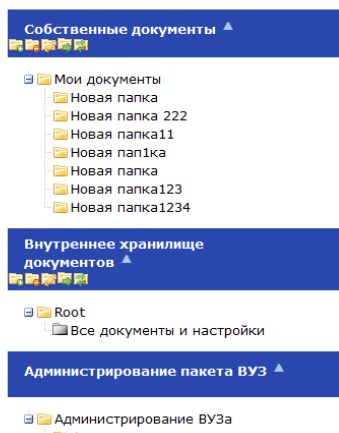 Собственные документы
Мои документы
Новая папка
Новая папка 222
Новая папка11
Новая пап1ка
Новая папка
Новая папка123
Новая папка1234
Внутреннее хранилище
документов
Root
Все документы и настройки
Администрирование пакета ВУЗ
Администрирование ВУЗа